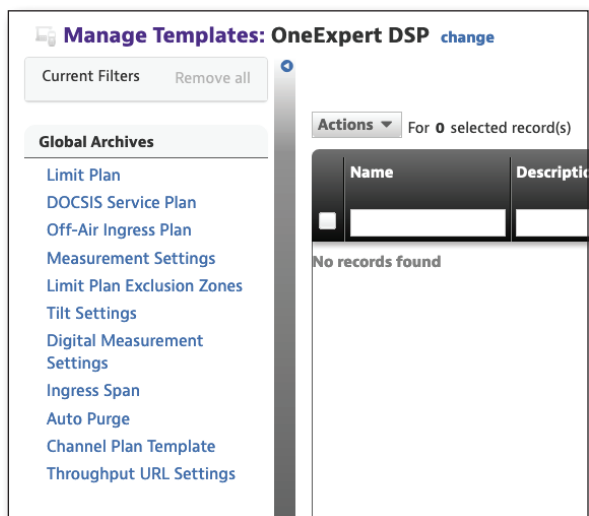 Manage Templates: OneExpert DSP change
Current Filters Remove all
Global Archives
Limit Plan
DOCSIS Service Plan
Off-Air Ingress Plan
Measurement Settings
Limit Plan Exclusion Zones
Tilt Settings
Digital Measurement
Settings
Ingress Span
Auto Purge
Channel Plan Template
Throughput URL Settings
Actions For 0 selected record(s)
Name Descriptio
No records found